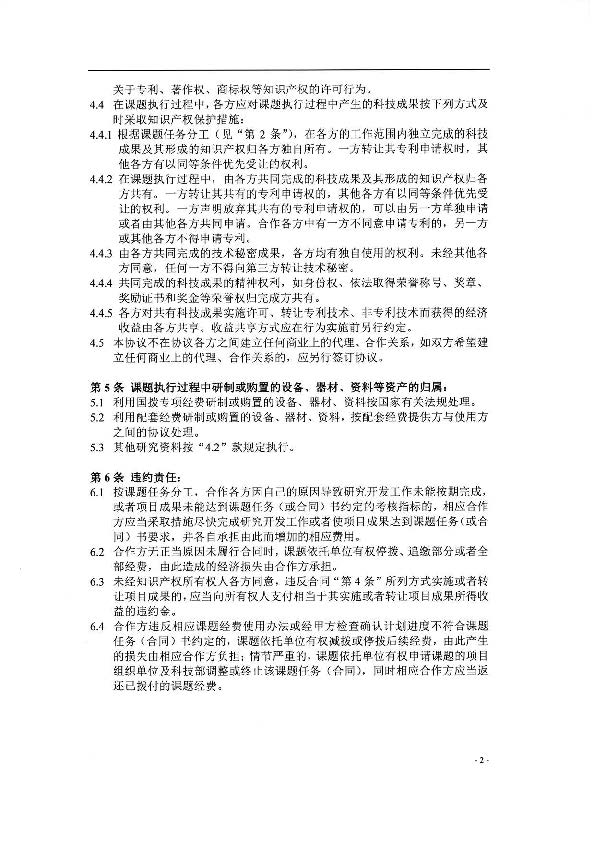 关于专利、著作权、商标权等知识产权的许可行为。
4.4 在课题执行过程中，各方应对课题执行过程中产生的科技成果按下列方式及
时采取知识产权保护措施：
4.4.1 根据课题任务分工（见“第 2 条”），在各方的工作范围内独立完成的科技
成果及其形成的知识产权归各方独自所有。一方转让其专利申请权时，其
他各方有以同等条件优先受让的权利。
4.4.2 在课题执行过程中，由各方共同完成的科技成果及其形成的知识产权归各
方共有。一方转让其共有的专利申请权的，其他各方有以同等条件优先受
让的权利。一方声明放弃其共有的专利申请权的，可以由另一方单独申请
或者由其他各方共同申请。合作各方中有一方不同意申请专利的，另一方
或其他各方不得申请专利。
4.4.3 由各方共同完成的技术秘密成果，各方均有独自使用的权利。未经其他各
方同意，任何一方不得向第三方转让技术秘密。
4.4.4 共同完成的科技成果的精神权利，如身份权、依法取得荣誉称号、奖章、
奖励证书和奖金等荣誉权归完成方共有。
4.4.5 各方对共有科技成果实施许可、转让专利技术、非专利技术而获得的经济
收益由各方共享。收益共享方式应在行为实施前另行约定。
4.5 本协议不在协议各方之间建立任何商业上的代理、合作关系，如双方希望建
立任何商业上的代理、合作关系的，应另行签订协议。
第 5 条 课题执行过程中研制或购置的设备、器材、资料等资产的归属：
5.1 利用国拨专项经费研制或购置的设备、器材、资料按国家有关法规处理。
5.2 利用配套经费研制或购置的设备、器材、资料，按配套经费提供方与使用方
之间的协议处理。
5.3 其他研究资料按“4.2”款规定执行。
第 6 条 违约责任：
6.1 按课题任务分工，合作各方因自己的原因导致研究开发工作未能按期完成，
或者项目成果未能达到课题任务（或合同）书约定的考核指标的，相应合作
方应当采取措施尽快完成研究开发工作或者使项目成果达到课题任务（或合
同）书要求，并各自承担由此而增加的相应费用。
6.2 合作方无正当原因未履行合同时，课题依托单位有权停拨、追缴部分或者全
部经费，由此造成的经济损失由合作方承担。
6.3 未经知识产权所有权人各方同意，违反合同“第 4 条”所列方式实施或者转
让项目成果的，应当向所有权人支付相当于其实施或者转让项目成果所得收
益的违约金。
6.4 合作方违反相应课题经费使用办法或经甲方检查确认计划进度不符合课题
任务（合同）书约定的，课题依托单位有权减拨或停拨后续经费，由此产生
的损失由相应合作方负担；情节严重的，课题依托单位有权申请课题的项目
组织单位及科技部调整或终止该课题任务（合同），同时相应合作方应当返
还已拨付的课题经费。
- 2 -